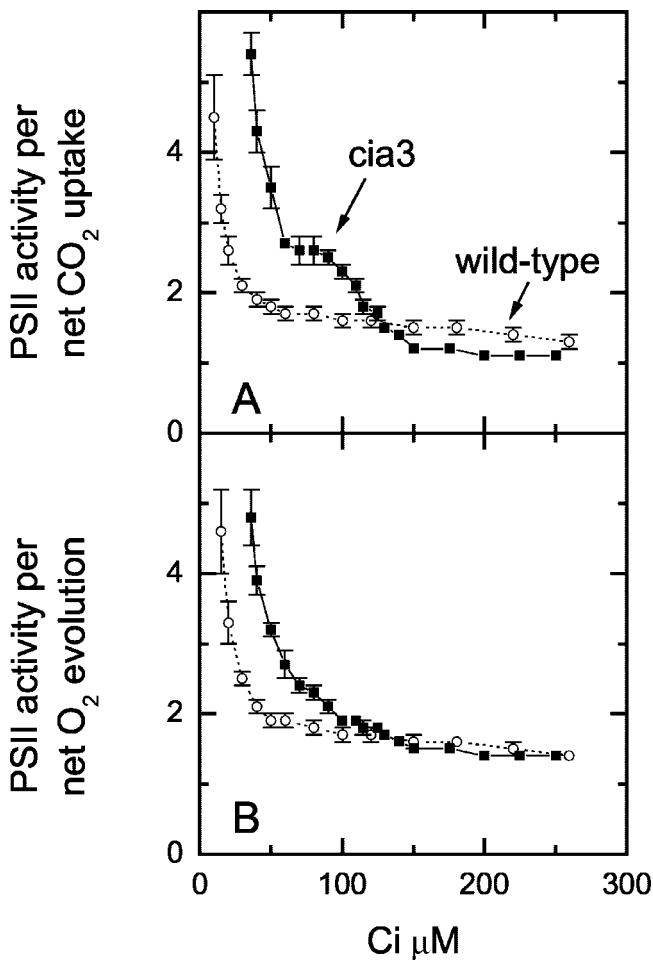 PSII activity per
net CO₂ uptake
4
2
0
cia3
wild-type
A
PSII activity per
net O₂ evolution
4
2
0
B
0 100 200 300
Ci μM